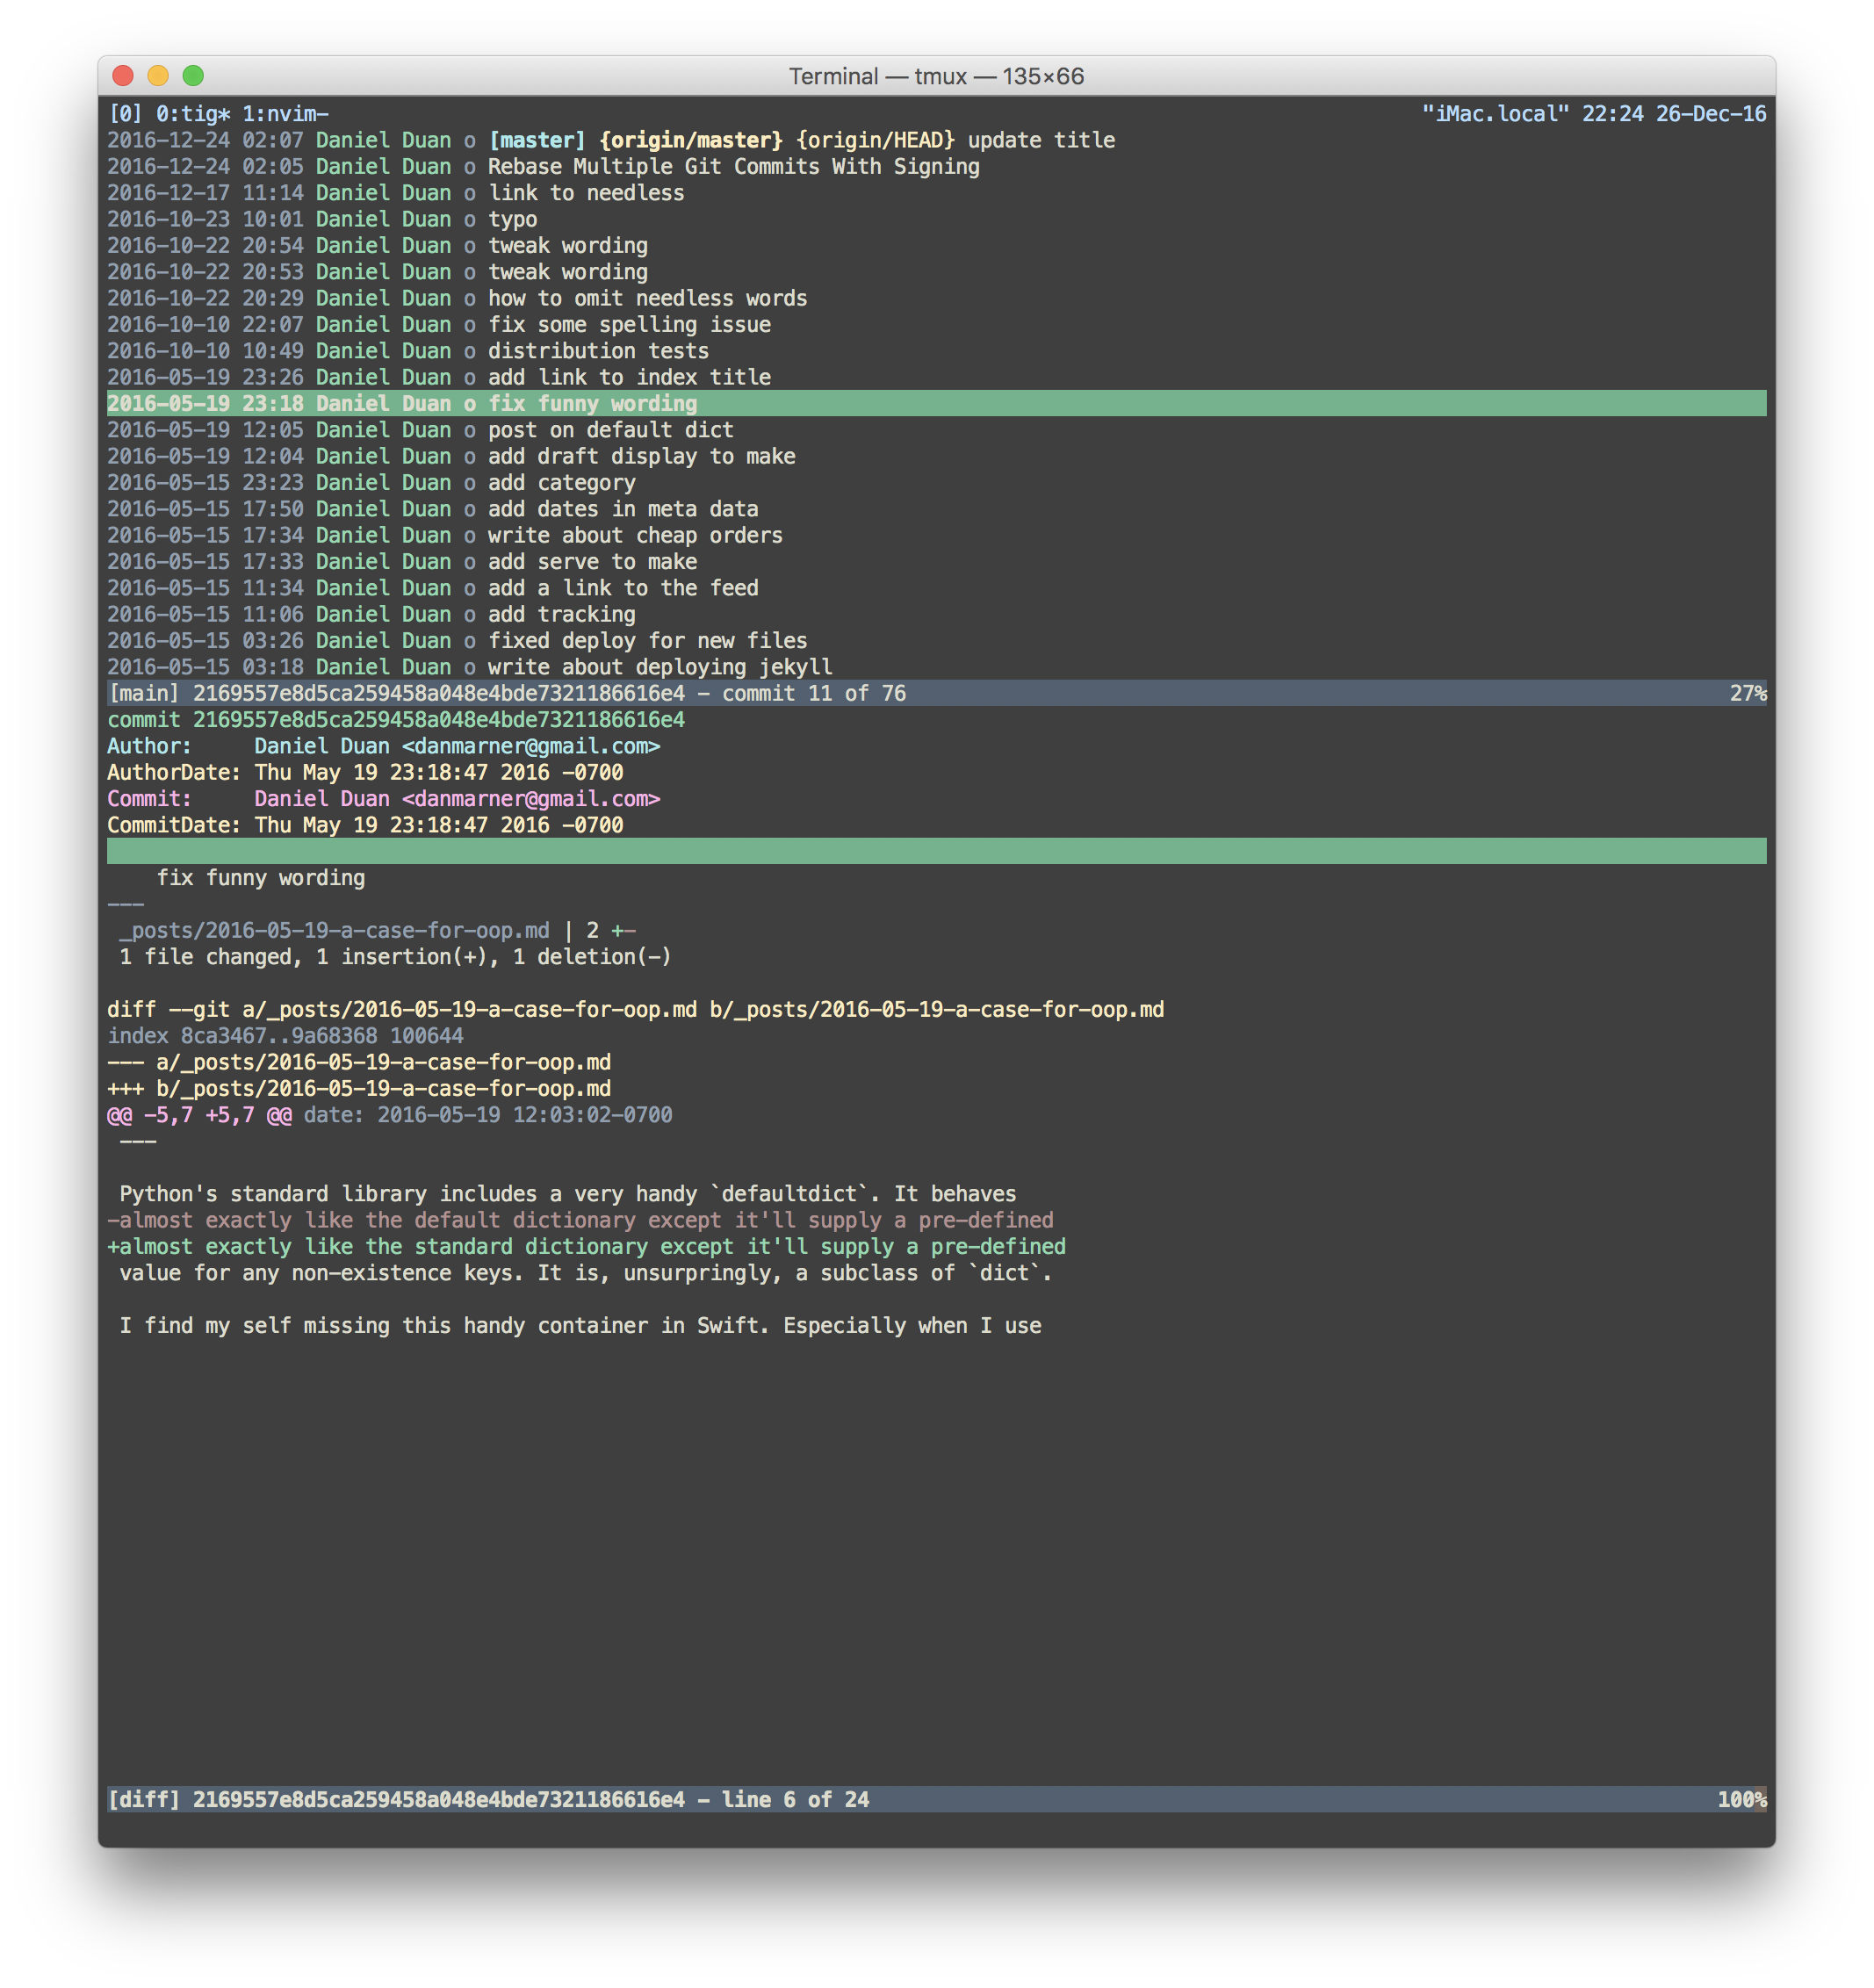 Terminal — tmux — 135×66
[0] 0:tig* 1:nvim- "iMac.local" 22:24 26-Dec-16
2016-12-24 02:07 Daniel Duan o [master] {origin/master} {origin/HEAD} update title
2016-12-24 02:05 Daniel Duan o Rebase Multiple Git Commits With Signing
2016-12-17 11:14 Daniel Duan o link to needless
2016-10-23 10:01 Daniel Duan o typo
2016-10-22 20:54 Daniel Duan o tweak wording
2016-10-22 20:53 Daniel Duan o tweak wording
2016-10-22 20:29 Daniel Duan o how to omit needless words
2016-10-10 22:07 Daniel Duan o fix some spelling issue
2016-10-10 10:49 Daniel Duan o distribution tests
2016-05-19 23:26 Daniel Duan o add link to index title
2016-05-19 23:18 Daniel Duan o fix funny wording
2016-05-19 12:05 Daniel Duan o post on default dict
2016-05-19 12:04 Daniel Duan o add draft display to make
2016-05-15 23:23 Daniel Duan o add category
2016-05-15 17:50 Daniel Duan o add dates in meta data
2016-05-15 17:34 Daniel Duan o write about cheap orders
2016-05-15 17:33 Daniel Duan o add serve to make
2016-05-15 11:34 Daniel Duan o add a link to the feed
2016-05-15 11:06 Daniel Duan o add tracking
2016-05-15 03:26 Daniel Duan o fixed deploy for new files
2016-05-15 03:18 Daniel Duan o write about deploying jekyll
[main] 2169557e8d5ca259458a048e4bde7321186616e4 - commit 11 of 76 27%
commit 2169557e8d5ca259458a048e4bde7321186616e4
Author:     Daniel Duan <danmarner@gmail.com>
AuthorDate: Thu May 19 23:18:47 2016 -0700
Commit:     Daniel Duan <danmarner@gmail.com>
CommitDate: Thu May 19 23:18:47 2016 -0700
    fix funny wording
---
 _posts/2016-05-19-a-case-for-oop.md | 2 +-
 1 file changed, 1 insertion(+), 1 deletion(-)
diff --git a/_posts/2016-05-19-a-case-for-oop.md b/_posts/2016-05-19-a-case-for-oop.md
index 8ca3467..9a68368 100644
--- a/_posts/2016-05-19-a-case-for-oop.md
+++ b/_posts/2016-05-19-a-case-for-oop.md
@@ -5,7 +5,7 @@ date: 2016-05-19 12:03:02-0700
 ---
 Python's standard library includes a very handy `defaultdict`. It behaves
-almost exactly like the default dictionary except it'll supply a pre-defined
+almost exactly like the standard dictionary except it'll supply a pre-defined
 value for any non-existence keys. It is, unsurpringly, a subclass of `dict`.
 I find my self missing this handy container in Swift. Especially when I use
[diff] 2169557e8d5ca259458a048e4bde7321186616e4 - line 6 of 24 100%